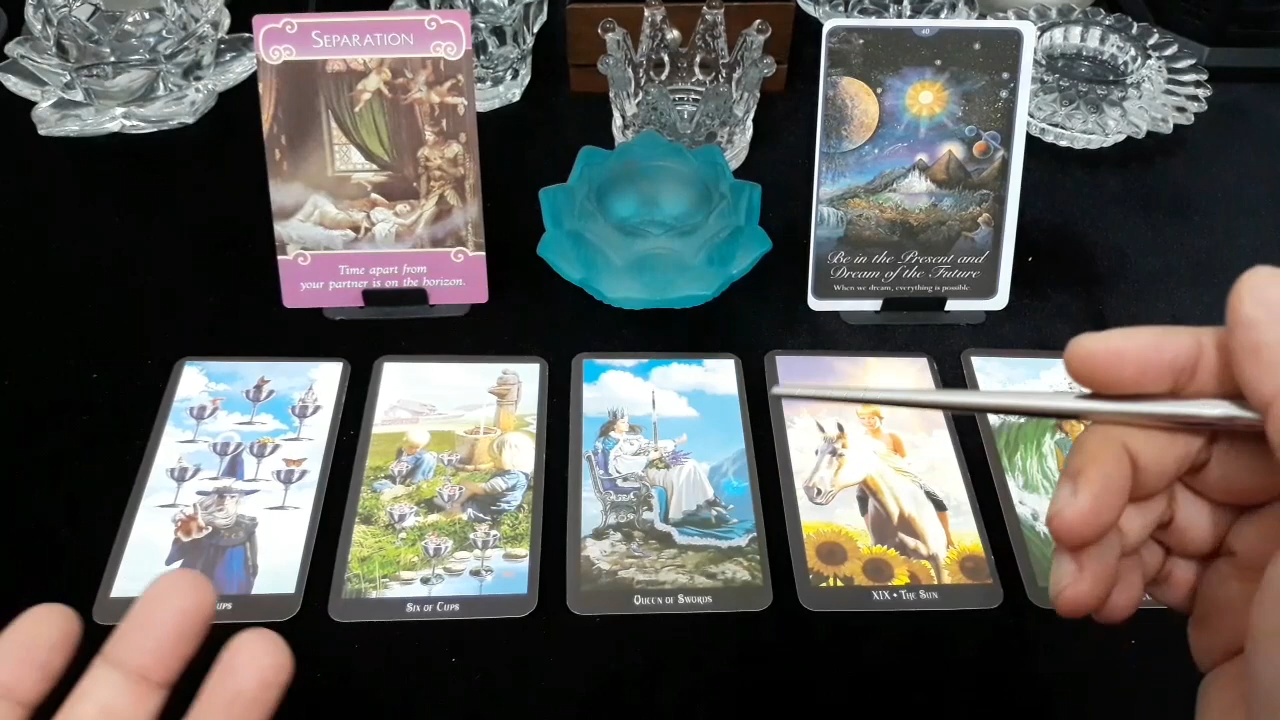 SEPARATION
Time apart from
your partner is on the horizon.
40
Be in the Present and
Dream of the Future
When we dream, everything is possible.
CUPS
SIX OF CUPS
QUEEN OF SWORDS
XIX • THE SUN